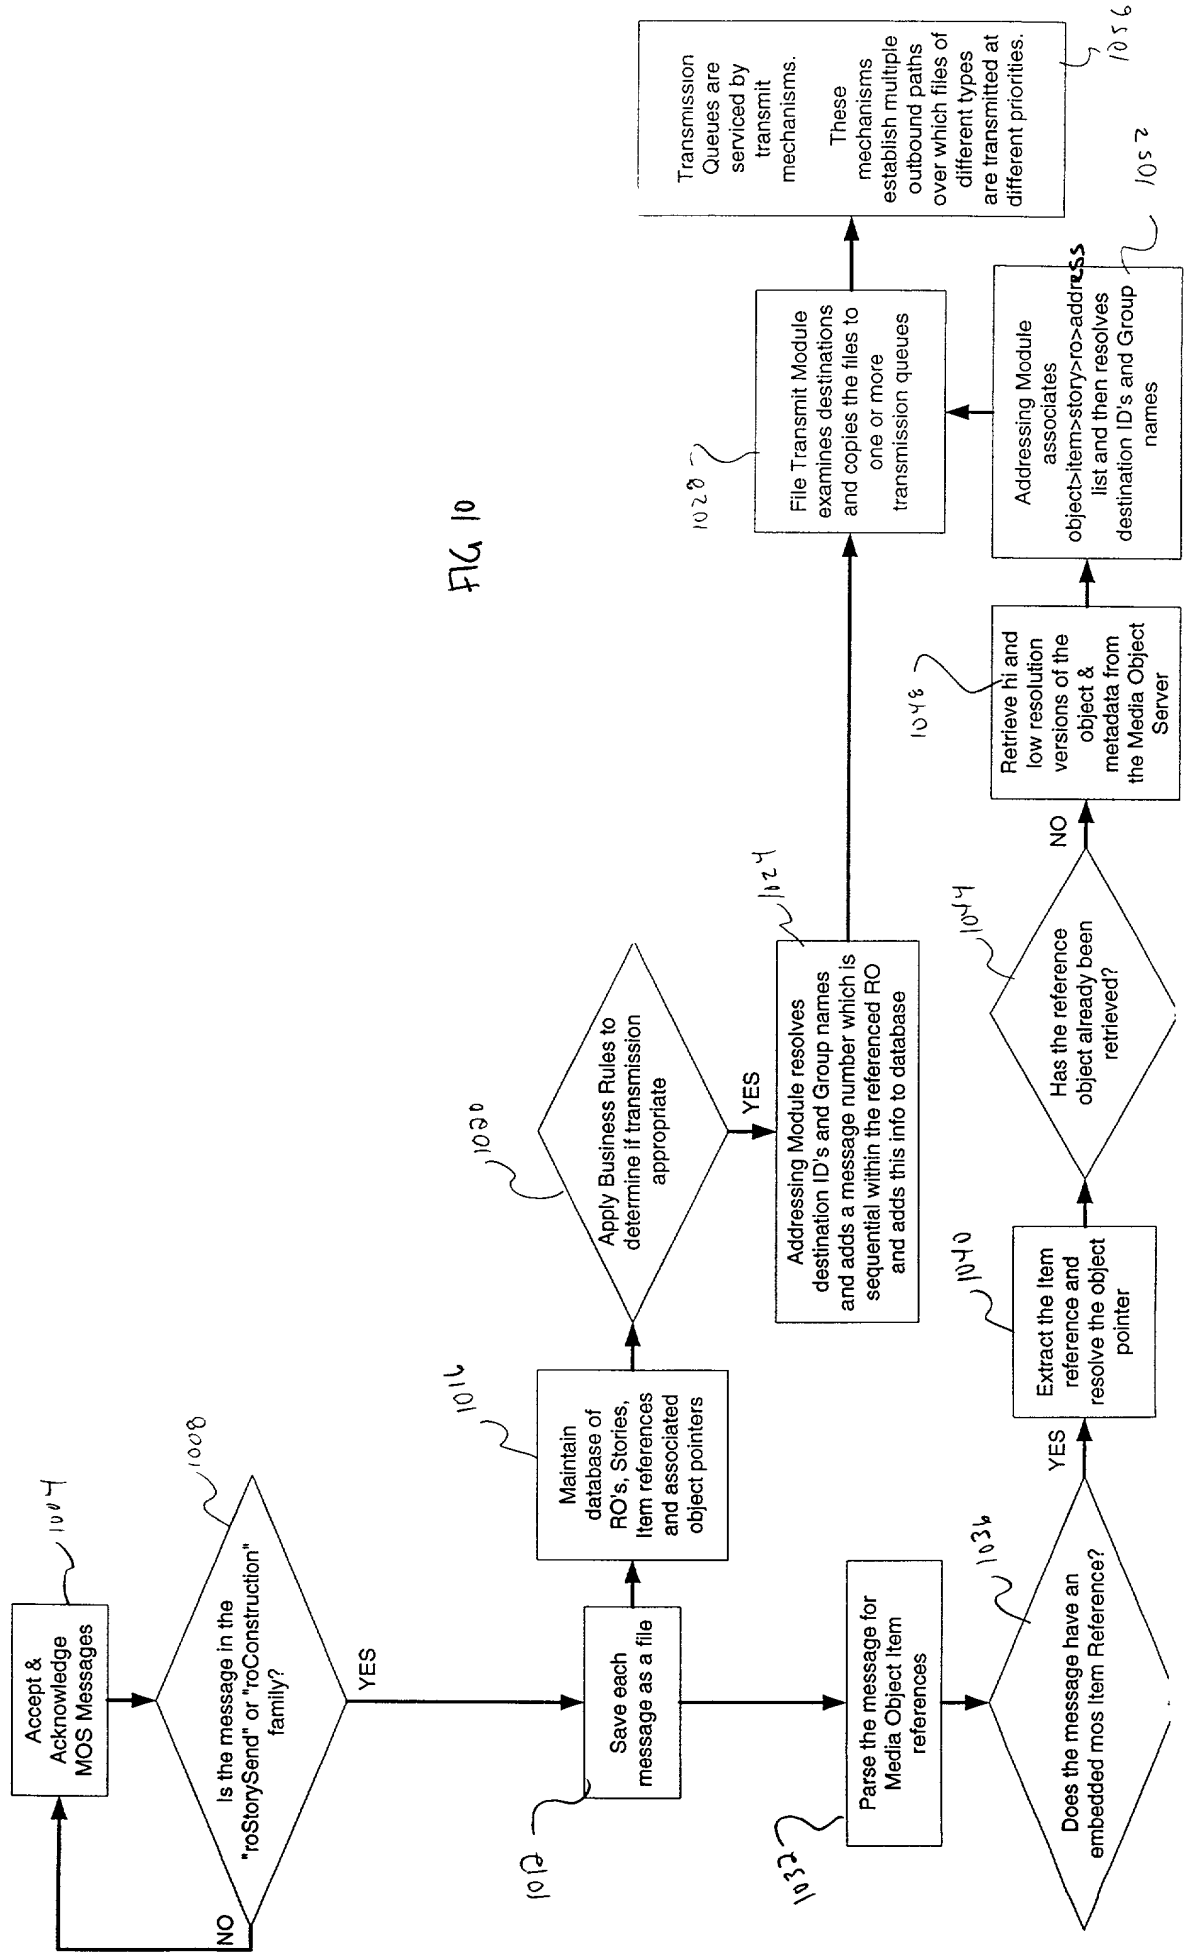 FIG 10
1004
Accept &
Acknowledge
MOS Messages
1008
Is the message in the
"roStorySend" or "roConstruction"
family?
NO
YES
1012
Save each
message as a file
1016
Maintain
database of
RO's, Stories,
Item references
and associated
object pointers
1020
Apply Business Rules to
determine if transmission
appropriate
YES
1024
Addressing Module resolves
destination ID's and Group names
and adds a message number which is
sequential within the referenced RO
and adds this info to database
1028
File Transmit Module
examines destinations
and copies the files to
one or more
transmission queues
1056
Transmission
Queues are
serviced by
transmit
mechanisms.
These
mechanisms
establish multiple
outbound paths
over which files of
different types
are transmitted at
different priorities.
1032
Parse the message for
Media Object Item
references
1036
Does the message have an
embedded mos Item Reference?
YES
1040
Extract the Item
reference and
resolve the object
pointer
1044
Has the reference
object already been
retrieved?
NO
1048
Retrieve hi and
low resolution
versions of the
object &
metadata from
the Media Object
Server
1052
Addressing Module
associates
object>item>story>ro>address
list and then resolves
destination ID's and Group
names